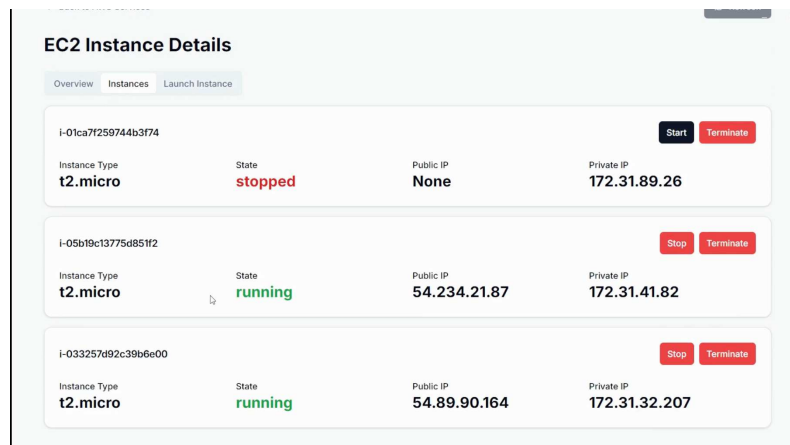 EC2 Instance Details
Overview Instances Launch Instance
i-01ca7f259744b3f74 Start Terminate
Instance Type State Public IP Private IP
t2.micro stopped None 172.31.89.26
i-05b19c13775d851f2 Stop Terminate
Instance Type State Public IP Private IP
t2.micro running 54.234.21.87 172.31.41.82
i-033257d92c39b6e00 Stop Terminate
Instance Type State Public IP Private IP
t2.micro running 54.89.90.164 172.31.32.207